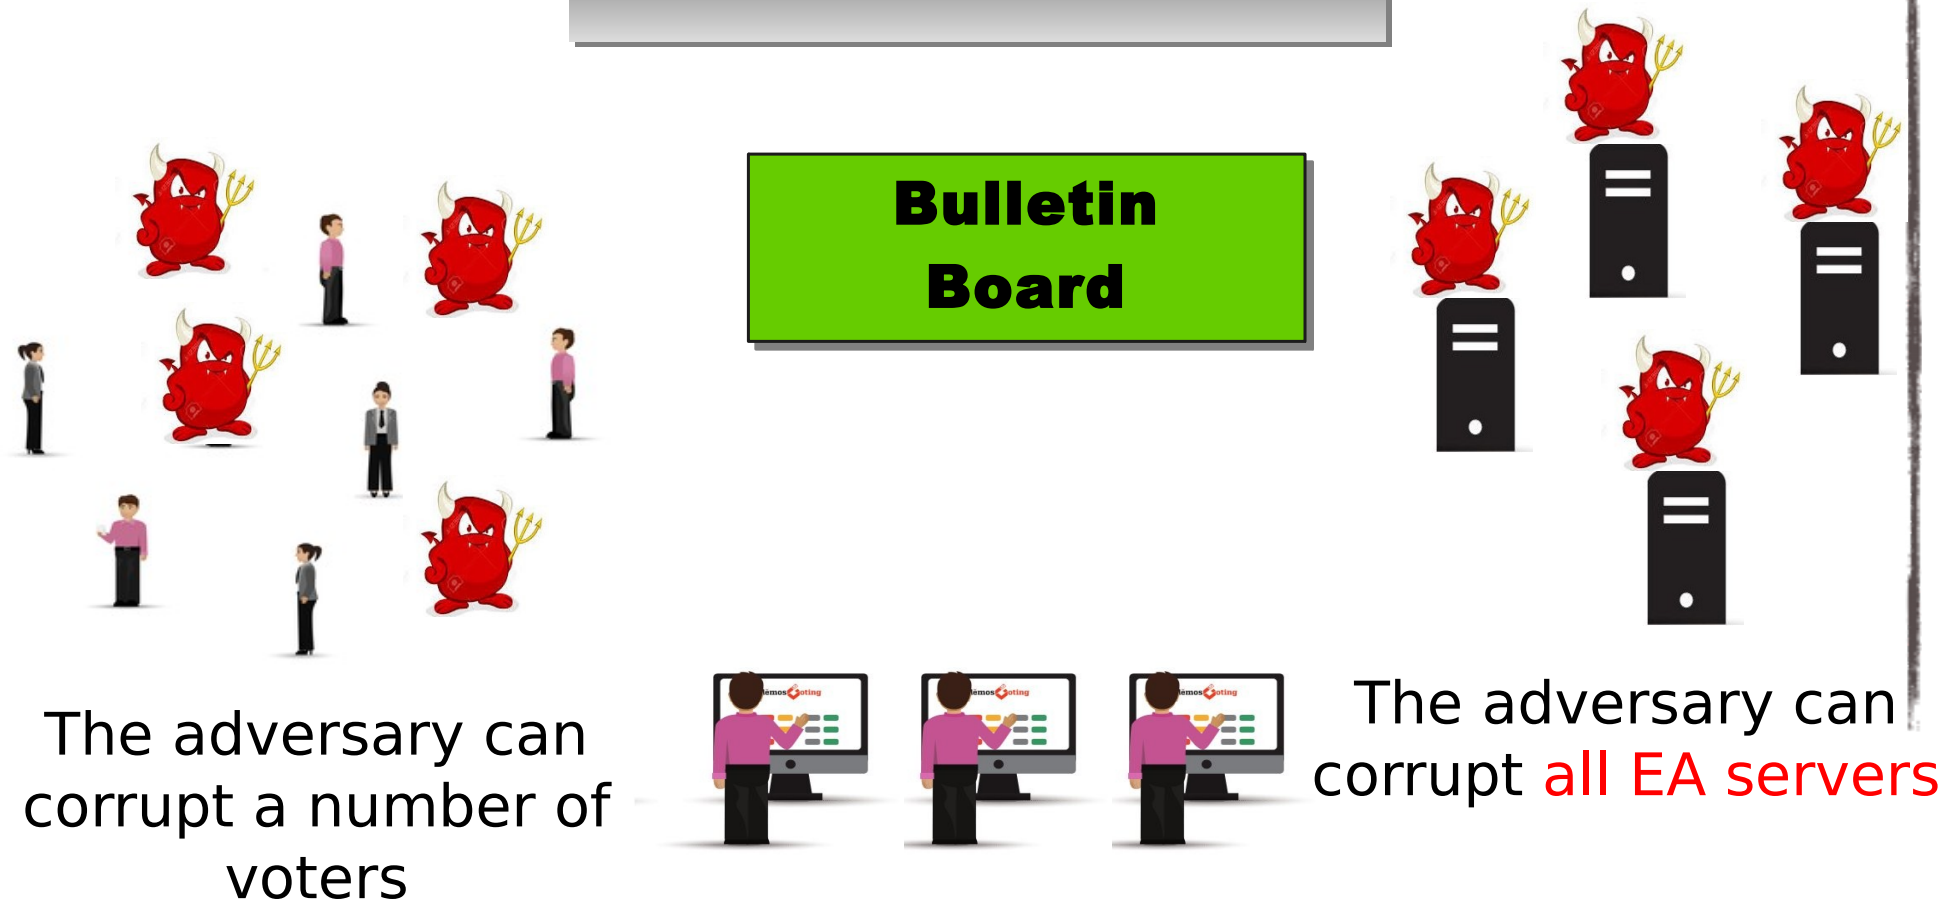 Bulletin
Board
The adversary can
corrupt a number of
voters
The adversary can
corrupt all EA servers